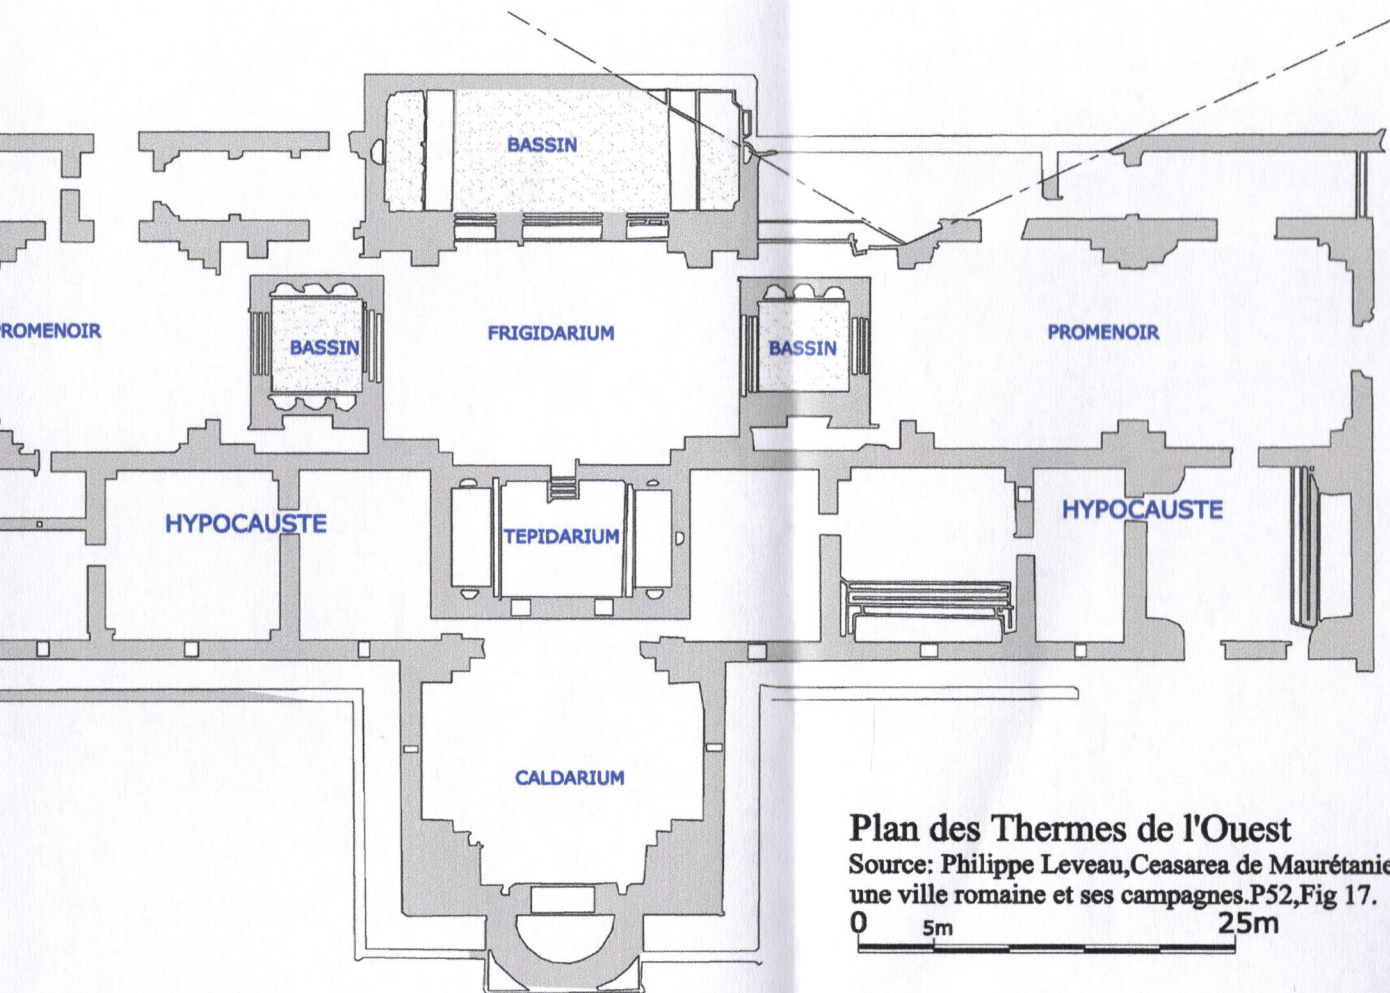 BASSIN
ROMENOIR
BASSIN
FRIGIDARIUM
BASSIN
PROMENOIR
HYPOCAUSTE
TEPIDARIUM
HYPOCAUSTE
CALDARIUM
Plan des Thermes de l'Ouest
Source: Philippe Leveau,Ceasarea de Maurétanie
une ville romaine et ses campagnes.P52,Fig 17.
0 5m 25m